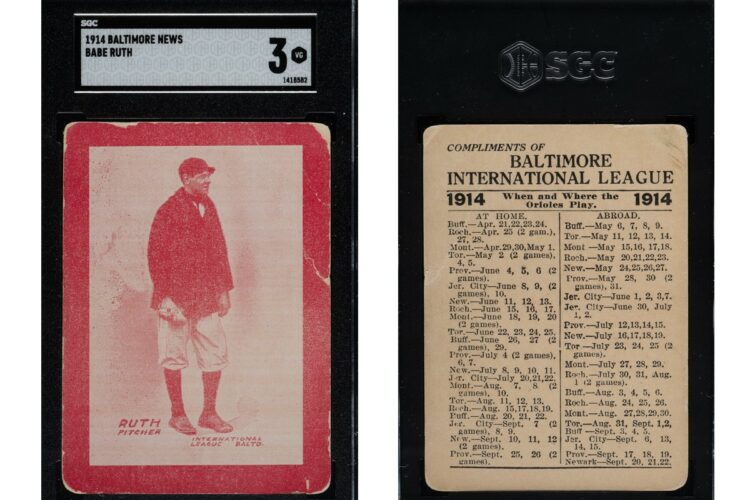 SGC
1914 BALTIMORE NEWS
BABE RUTH
3 VG
1418582
RUTH
PITCHER
INTERNATIONAL
LEAGUE BALTO.
SGC
COMPLIMENTS OF
BALTIMORE
INTERNATIONAL LEAGUE
1914 When and Where the Orioles Play. 1914
AT HOME.
Buff.—Apr. 21,22,23,24.
Roch.—Apr. 25 (2 gam.),
27, 28.
Mont.—Apr.29,30,May 1.
Tor.—May 2 (2 games),
4, 5.
Prov.—June 4, 5, 6 (2
games).
Jer. City—June 8, 9, (2
games), 10.
New.—June 11, 12, 13.
Roch.—June 15, 16, 17.
Mont.—June 18, 19, 20
(2 games).
Tor.—June 22, 23, 24, 25.
Buff.—June 26, 27 (2
games), 29.
Prov.—July 4 (2 games),
6, 7.
New.—July 8, 9, 10, 11.
Jer. City—July 20,21,22.
Mont.—Aug. 7, 8 (2
games), 10.
Tor.—Aug. 11, 12, 13.
Roch.—Aug. 15,17,18,19.
Buff.—Aug. 20, 21, 22.
Jer. City—Sept. 7 (2
games), 8, 9.
New.—Sept. 10, 11, 12
(2 games).
Prov.—Sept. 25, 26 (2
games).
ABROAD.
Buff.—May 6, 7, 8, 9.
Tor.—May 11, 12, 13, 14.
Mont—May 15,16,17,18.
Roch.—May 20,21,22,23.
New.—May 24,25,26,27.
Prov.—May 28, 30 (2
games), 31.
Jer. City—June 1, 2,3,7.
Jer. City—June 30, July
1, 2.
Prov.—July 12,13,14,15.
New.—July 16,17,18,19.
Tor—July 23, 24, 25 (2
games).
Mont.—July 27, 28, 29.
Roch.—July 30, 31, Aug.
1 (2 games).
Buff.—Aug. 3, 4, 5, 6.
Roch.—Aug. 24, 25, 26.
Mont.—Aug. 27,28,29,30.
Tor.—Aug. 31, Sept. 1,2,
Buff—Sept. 3, 4, 5.
Jer. City—Sept. 6, 13,
14, 15.
Prov.—Sept. 17, 18, 19.
Newark—Sept. 20, 21, 22.